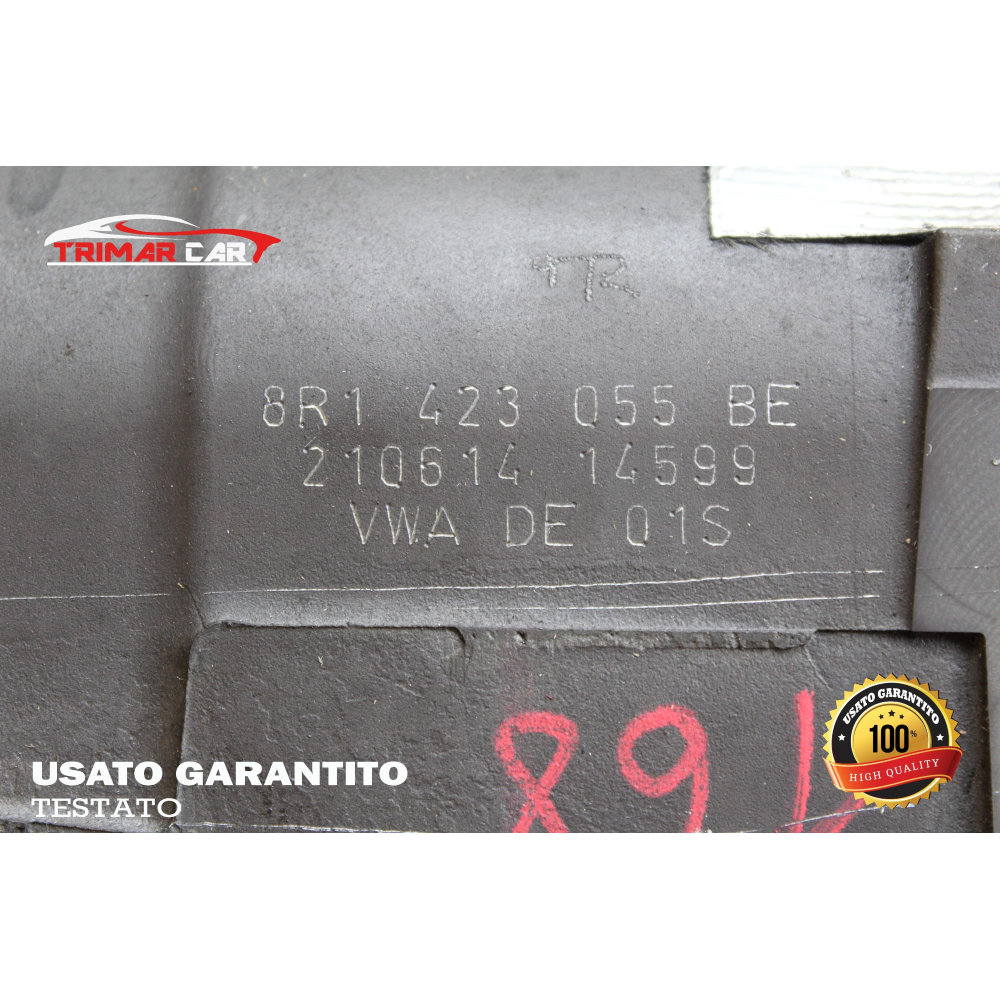 TRIMAR CAR
8R1 423 055 BE
210614 14599
VWA DE 01S
89
USATO GARANTITO
TESTATO
USATO GARANTITO
100%
HIGH QUALITY